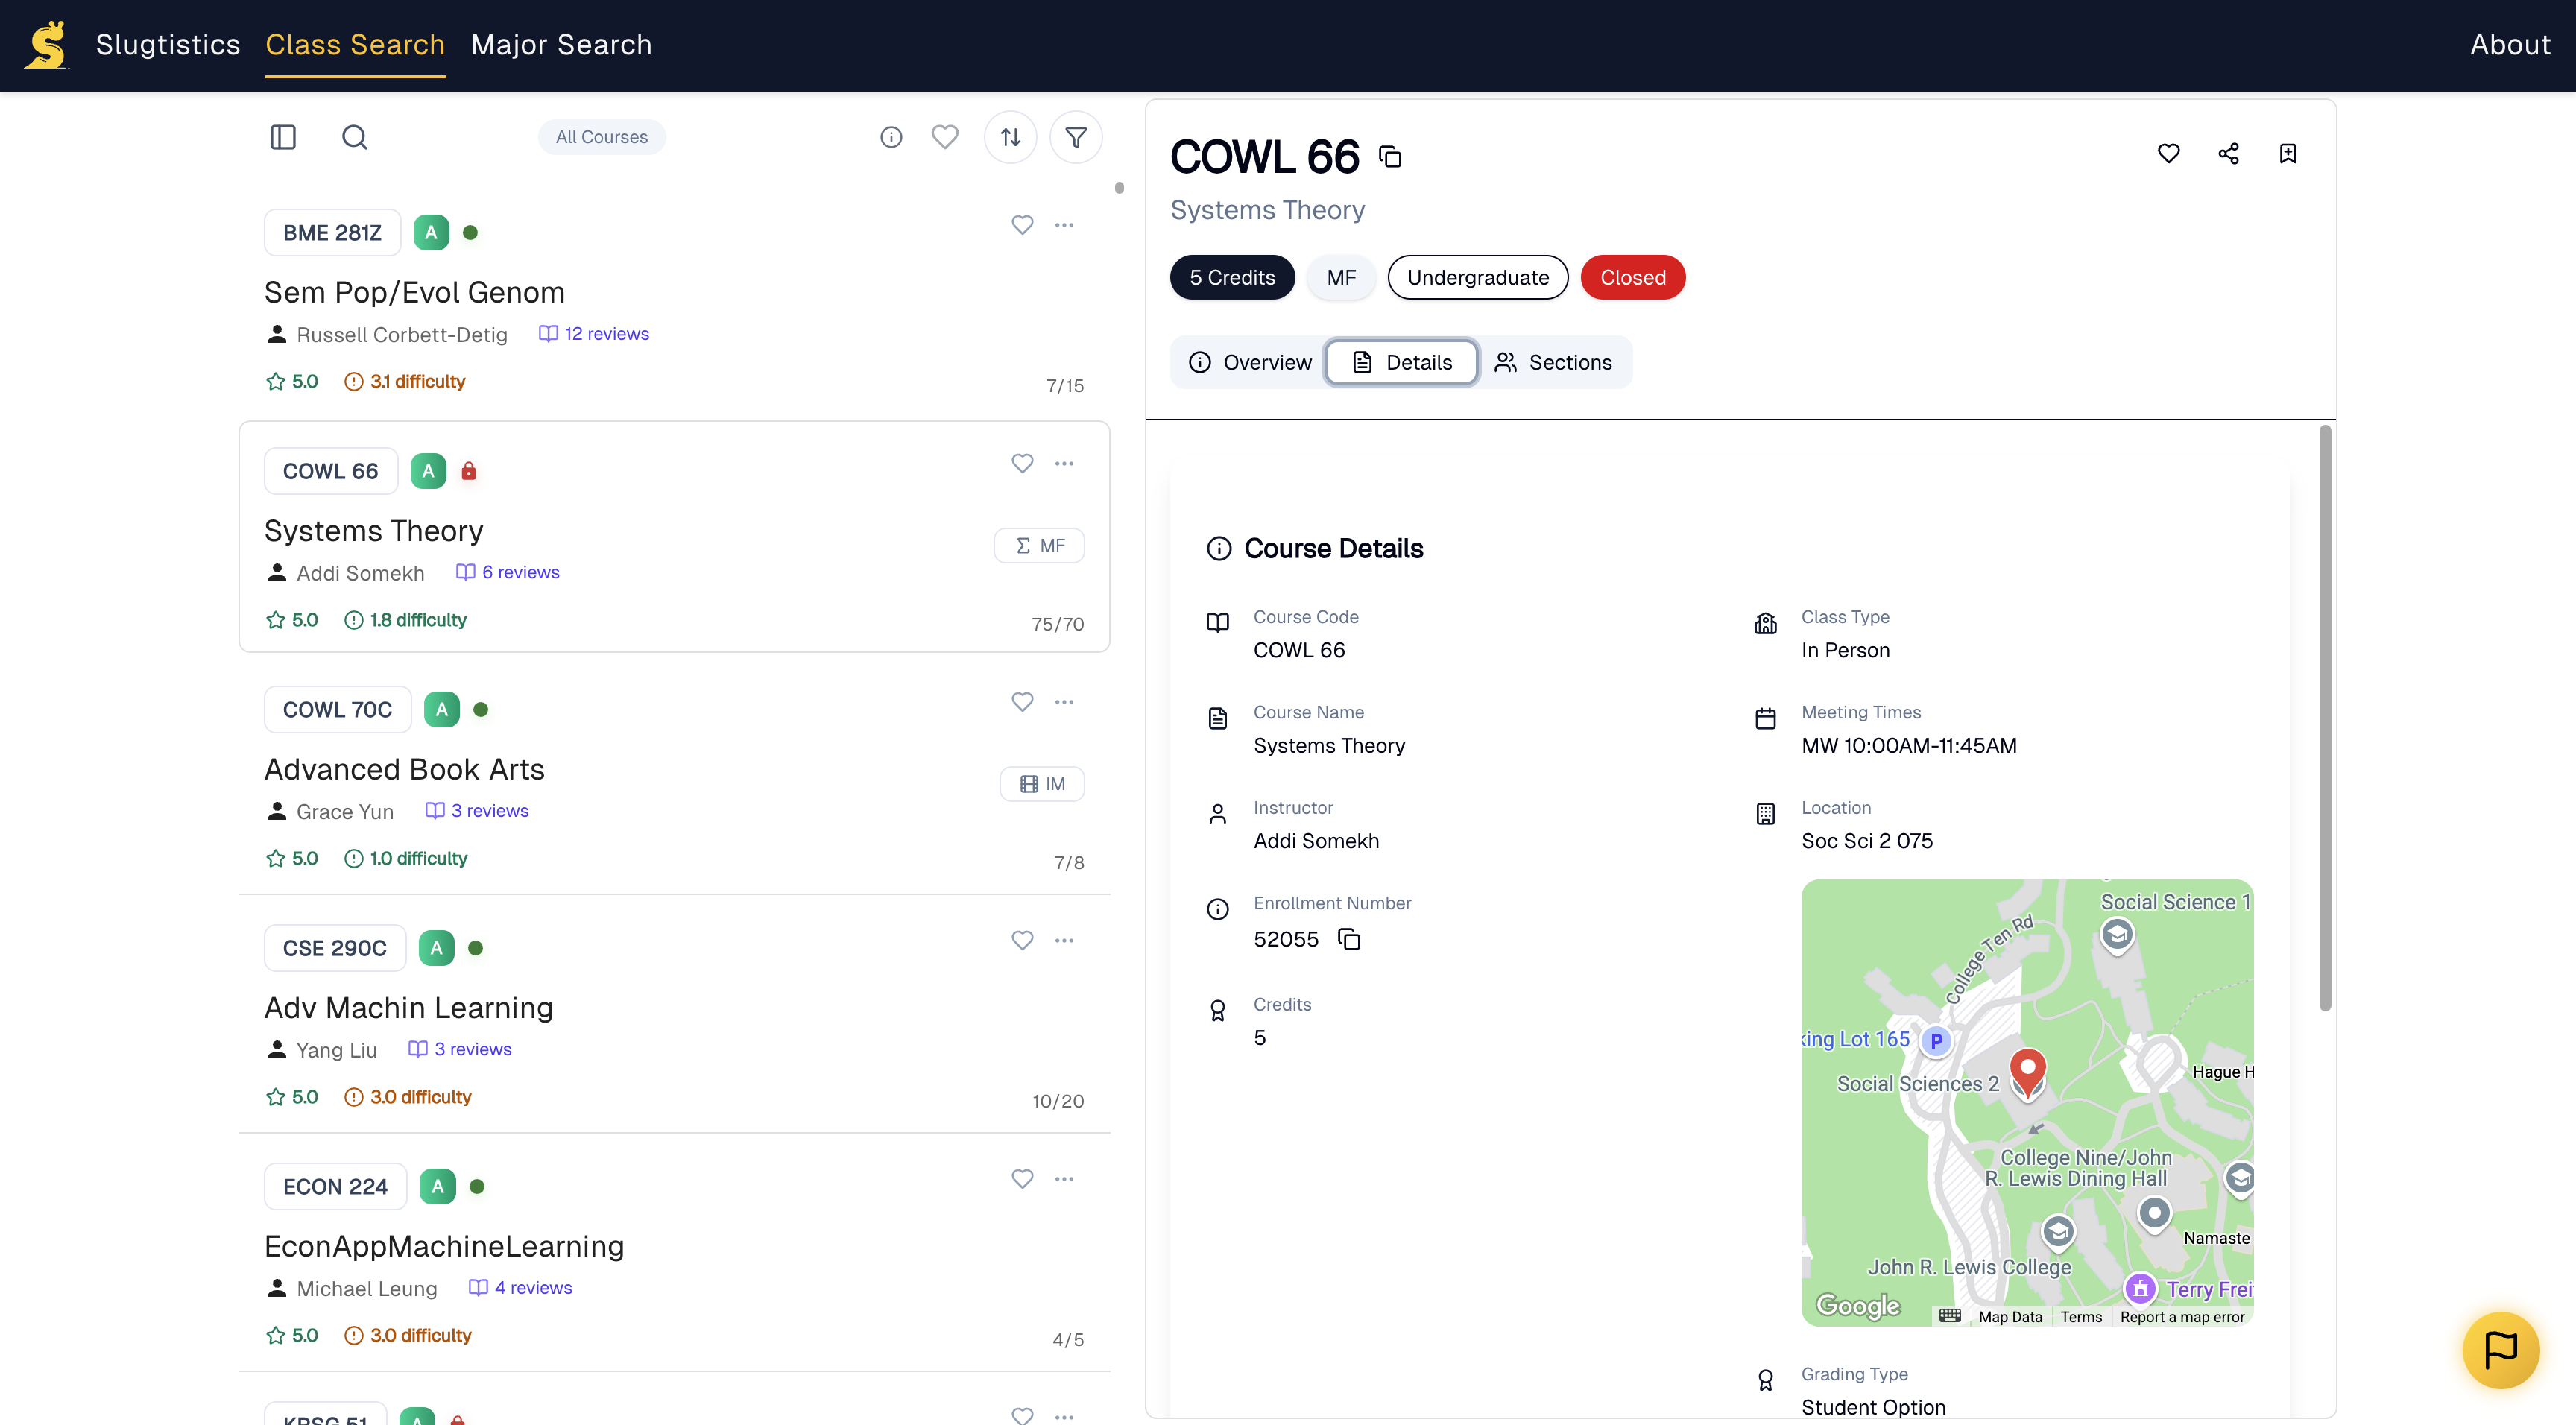 Slugtistics Class Search Major Search About
All Courses
BME 281Z A
Sem Pop/Evol Genom
Russell Corbett-Detig 12 reviews
5.0 3.1 difficulty 7/15
COWL 66 A
Systems Theory
MF
Addi Somekh 6 reviews
5.0 1.8 difficulty 75/70
COWL 70C A
Advanced Book Arts
IM
Grace Yun 3 reviews
5.0 1.0 difficulty 7/8
CSE 290C A
Adv Machin Learning
Yang Liu 3 reviews
5.0 3.0 difficulty 10/20
ECON 224 A
EconAppMachineLearning
Michael Leung 4 reviews
5.0 3.0 difficulty 4/5
COWL 66
Systems Theory
5 Credits MF Undergraduate Closed
Overview Details Sections
Course Details
Course Code
COWL 66
Course Name
Systems Theory
Instructor
Addi Somekh
Enrollment Number
52055
Credits
5
Class Type
In Person
Meeting Times
MW 10:00AM-11:45AM
Location
Soc Sci 2 075
Social Science 1
College Ten Rd
king Lot 165
P
Social Sciences 2
Hague H
College Nine/John
R. Lewis Dining Hall
Namaste
John R. Lewis College
Terry Frei
Google
Map Data Terms Report a map error
Grading Type
Student Option